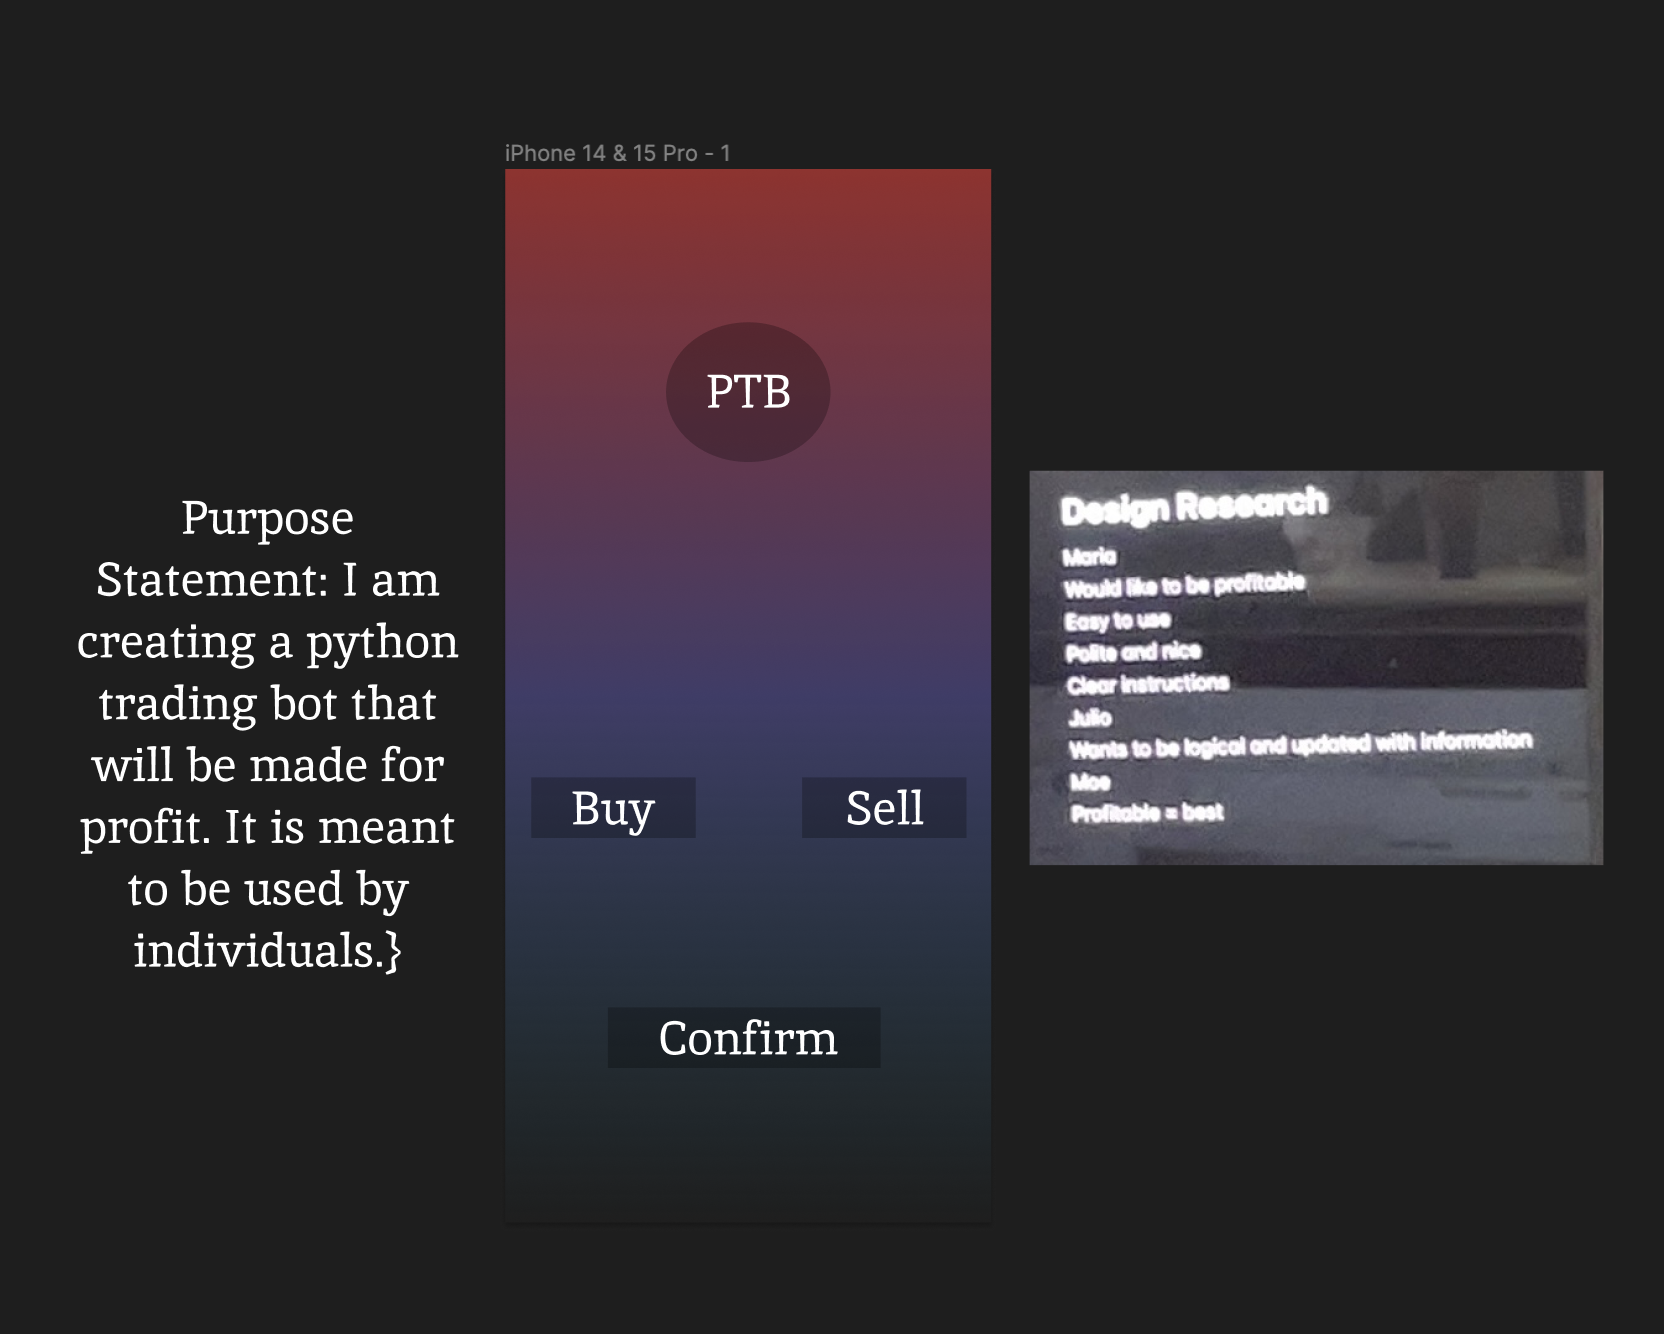 iPhone 14 & 15 Pro - 1
PTB
Purpose
Statement: I am
creating a python
trading bot that
will be made for
profit. It is meant
to be used by
individuals.}
Buy
Sell
Confirm
Design Research
Maria
Would like to be profitable
Easy to use
Polite and nice
Clear instructions
Julio
Wants to be logical and updated with information
Moe
Profitable = best